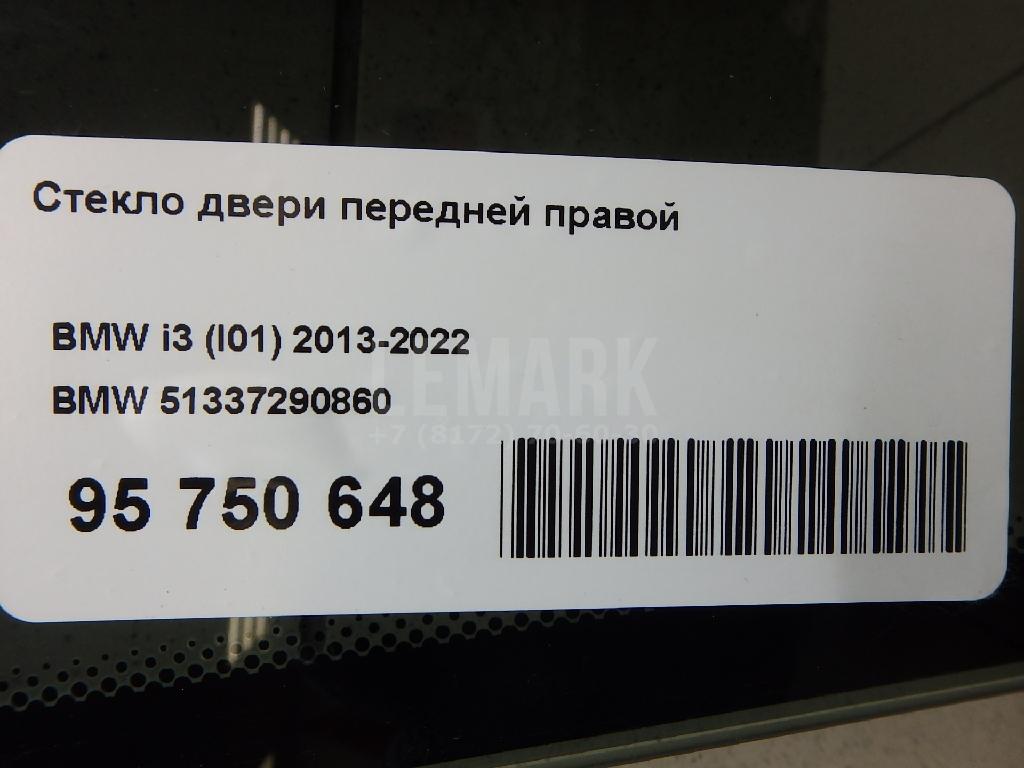 Стекло двери передней правой
BMW i3 (I01) 2013-2022
LEMARK
BMW 51337290860
+7 (8172) 70-60-30
95 750 648